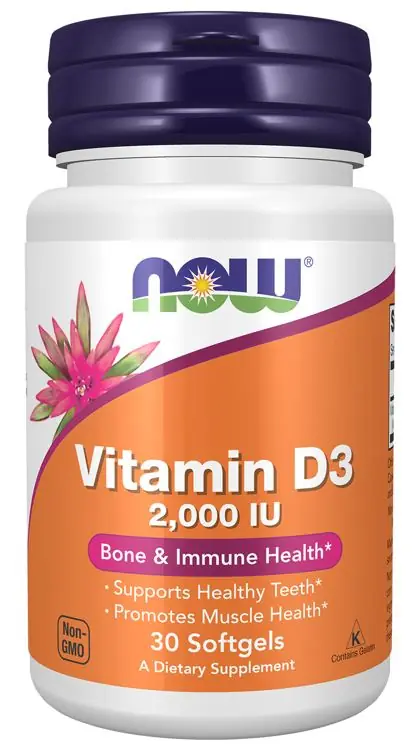 now®
Vitamin D3
2,000 IU
Bone & Immune Health*
· Supports Healthy Teeth*
· Promotes Muscle Health*
30 Softgels
A Dietary Supplement
Non-
GMO
K
Contains Gelatin